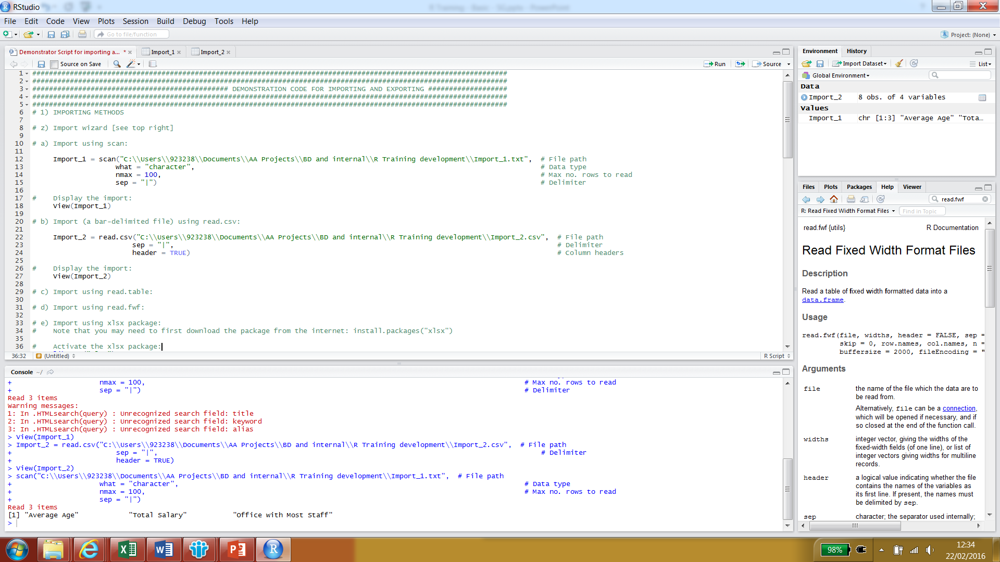 RStudio
File Edit Code View Plots Session Build Debug Tools Help
Go to file/function
Project: (None)
Demonstrator Script for importing a... * Import_1 Import_2
Source on Save Run Source
1 ##################################################################################################################
2 ##################################################################################################################
3 ############################################### DEMONSTRATION CODE FOR IMPORTING AND EXPORTING ###################
4 ##################################################################################################################
5 ##################################################################################################################
6 # 1) IMPORTING METHODS
7
8 # z) Import wizard [see top right]
9
10 # a) Import using scan:
11
12 Import_1 = scan("C:\\Users\\923238\\Documents\\AA Projects\\BD and internal\\R Training development\\Import_1.txt", # File path
13 what = "character", # Data type
14 nmax = 100, # Max no. rows to read
15 sep = "|") # Delimiter
16
17 # Display the import:
18 View(Import_1)
19
20 # b) Import (a bar-delimited file) using read.csv:
21
22 Import_2 = read.csv("C:\\Users\\923238\\Documents\\AA Projects\\BD and internal\\R Training development\\Import_2.csv", # File path
23 sep = "|", # Delimiter
24 header = TRUE) # Column headers
25
26 # Display the import:
27 View(Import_2)
28
29 # c) Import using read.table:
30
31 # d) Import using read.fwf:
32
33 # e) Import using xlsx package:
34 # Note that you may need to first download the package from the internet: install.packages("xlsx")
35
36 # Activate the xlsx package:
36:32 # (Untitled) R Script
Console ~/
+ nmax = 100, # Max no. rows to read
+ sep = "|") # Delimiter
Read 3 items
Warning messages:
1: In .HTMLsearch(query) : Unrecognized search field: title
2: In .HTMLsearch(query) : Unrecognized search field: keyword
3: In .HTMLsearch(query) : Unrecognized search field: alias
> View(Import_1)
> Import_2 = read.csv("C:\\Users\\923238\\Documents\\AA Projects\\BD and internal\\R Training development\\Import_2.csv", # File path
+ sep = "|", # Delimiter
+ header = TRUE)
> View(Import_2)
> scan("C:\\Users\\923238\\Documents\\AA Projects\\BD and internal\\R Training development\\Import_1.txt", # File path
+ what = "character", # Data type
+ nmax = 100, # Max no. rows to read
+ sep = "|")
Read 3 items
[1] "Average Age" "Total Salary" "Office with Most Staff"
>
Environment History
Import Dataset List
Global Environment
Data
Import_2 8 obs. of 4 variables
Values
Import_1 chr [1:3] "Average Age" "Tota...
Files Plots Packages Help Viewer
read.fwf
R: Read Fixed Width Format Files Find in Topic
read.fwf {utils} R Documentation
Read Fixed Width Format Files
Description
Read a table of fixed width formatted data into a
data.frame.
Usage
read.fwf(file, widths, header = FALSE, sep =
skip = 0, row.names, col.names, n =
buffersize = 2000, fileEncoding = "
Arguments
file the name of the file which the data are to
be read from.
Alternatively, file can be a connection,
which will be opened if necessary, and if
so closed at the end of the function call.
widths integer vector, giving the widths of the
fixed-width fields (of one line), or list of
integer vectors giving widths for multiline
records.
header a logical value indicating whether the file
contains the names of the variables as
its first line. If present, the names must
be delimited by sep.
sep character; the separator used internally;
98%
12:34
22/02/2016